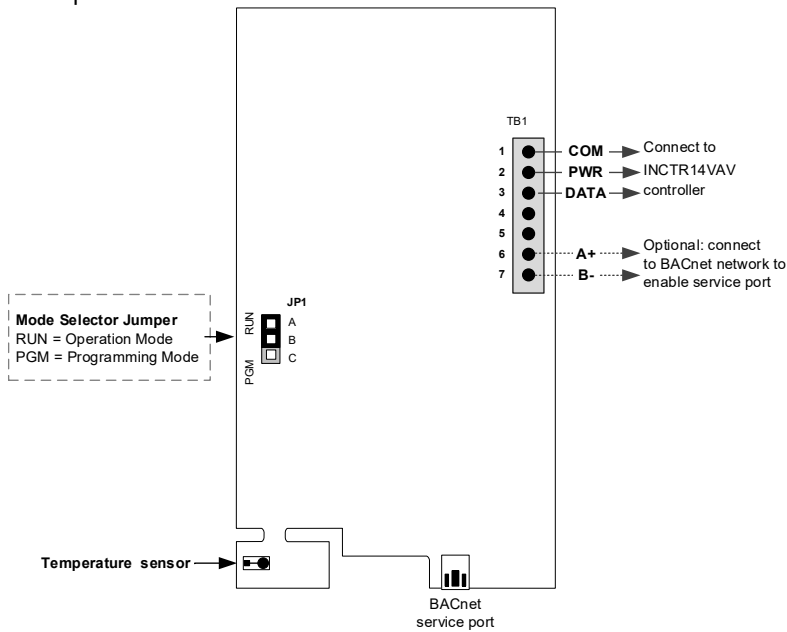 TB1
1 COM Connect to
2 PWR INCTR14VAV
3 DATA controller
4
5
6 A+ Optional: connect
7 B- to BACnet network to
enable service port
JP1
Mode Selector Jumper
RUN = Operation Mode
PGM = Programming Mode
RUN
PGM
A
B
C
Temperature sensor
BACnet
service port